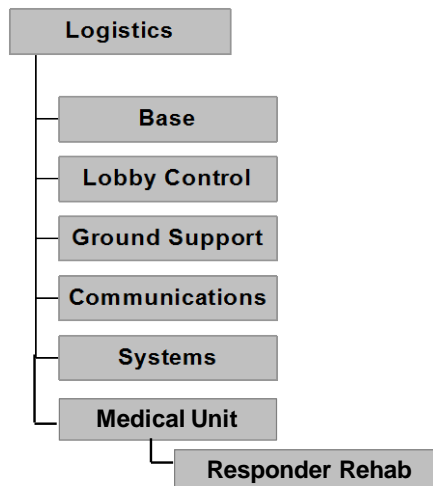 Logistics
Base
Lobby Control
Ground Support
Communications
Systems
Medical Unit
Responder Rehab